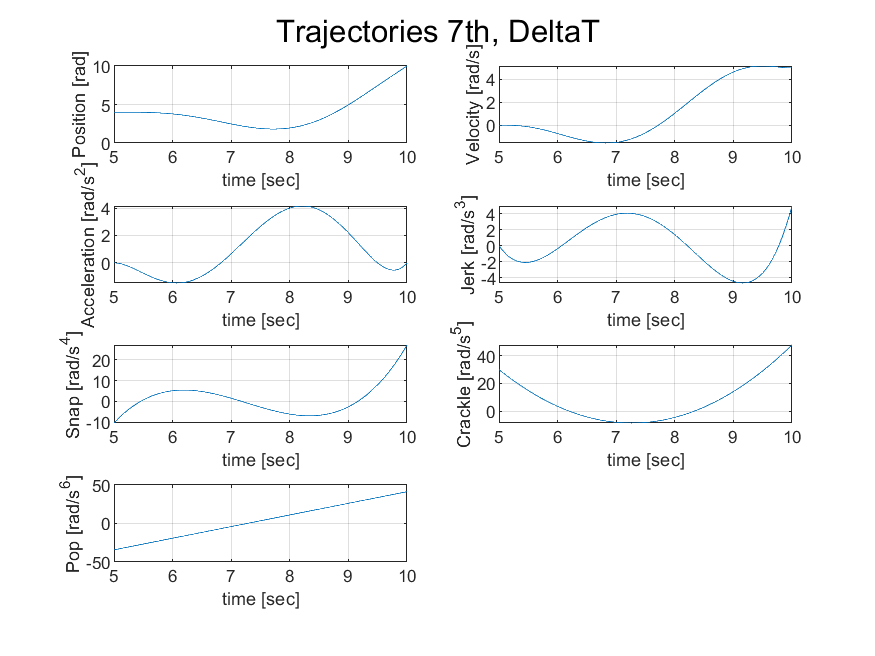 Trajectories 7th, DeltaT
Position [rad]
10
5
0
5 6 7 8 9 10
time [sec]
Velocity [rad/s]
4
2
0
5 6 7 8 9 10
time [sec]
Acceleration [rad/s^2]
4
2
0
5 6 7 8 9 10
time [sec]
Jerk [rad/s^3]
4
2
0
-2
-4
5 6 7 8 9 10
time [sec]
Snap [rad/s^4]
20
10
0
-10
5 6 7 8 9 10
time [sec]
Crackle [rad/s^5]
40
20
0
5 6 7 8 9 10
time [sec]
Pop [rad/s^6]
50
0
-50
5 6 7 8 9 10
time [sec]